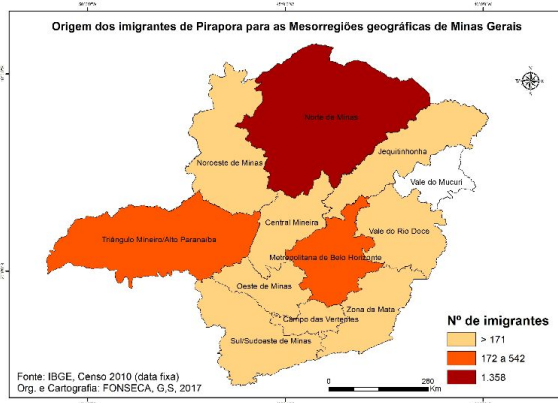 Origem dos imigrantes de Pirapora para as Mesorregiões geográficas de Minas Gerais
Norte de Minas
Jequitinhonha
Noroeste de Minas
Vale do Mucuri
Central Mineira
Vale do Rio Doce
Triângulo Mineiro/Alto Paranaíba
Metropolitana de Belo Horizonte
Oeste de Minas
Zona da Mata
Campo das Vertentes
Sul/Sudoeste de Minas
Nº de imigrantes
> 171
172 a 542
1.358
Fonte: IBGE, Censo 2010 (data fixa)
Org. e Cartografia: FONSECA, G,S, 2017
0 260
Km